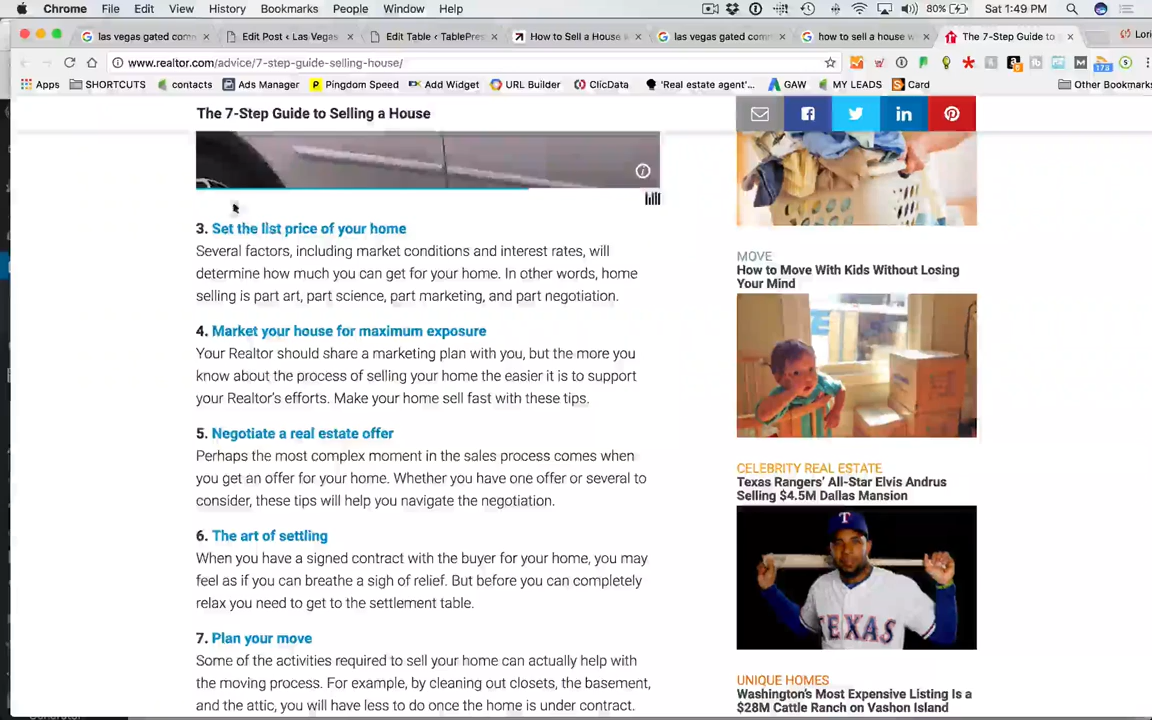 Chrome File Edit View History Bookmarks People Window Help 80% Sat 1:49 PM
las vegas gated com Edit Post ‹ Las Vegas Edit Table ‹ TablePres How to Sell a House las vegas gated com how to sell a house w The 7-Step Guide to Lori
www.realtor.com/advice/7-step-guide-selling-house/
Apps SHORTCUTS contacts Ads Manager Pingdom Speed Add Widget URL Builder ClicData 'Real estate agent'... GAW MY LEADS Card Other Bookmarks
The 7-Step Guide to Selling a House
3. Set the list price of your home
Several factors, including market conditions and interest rates, will
determine how much you can get for your home. In other words, home
selling is part art, part science, part marketing, and part negotiation.
4. Market your house for maximum exposure
Your Realtor should share a marketing plan with you, but the more you
know about the process of selling your home the easier it is to support
your Realtor's efforts. Make your home sell fast with these tips.
5. Negotiate a real estate offer
Perhaps the most complex moment in the sales process comes when
you get an offer for your home. Whether you have one offer or several to
consider, these tips will help you navigate the negotiation.
6. The art of settling
When you have a signed contract with the buyer for your home, you may
feel as if you can breathe a sigh of relief. But before you can completely
relax you need to get to the settlement table.
7. Plan your move
Some of the activities required to sell your home can actually help with
the moving process. For example, by cleaning out closets, the basement,
and the attic, you will have less to do once the home is under contract.
MOVE
How to Move With Kids Without Losing
Your Mind
CELEBRITY REAL ESTATE
Texas Rangers' All-Star Elvis Andrus
Selling $4.5M Dallas Mansion
T
TEXAS
UNIQUE HOMES
Washington's Most Expensive Listing Is a
$28M Cattle Ranch on Vashon Island